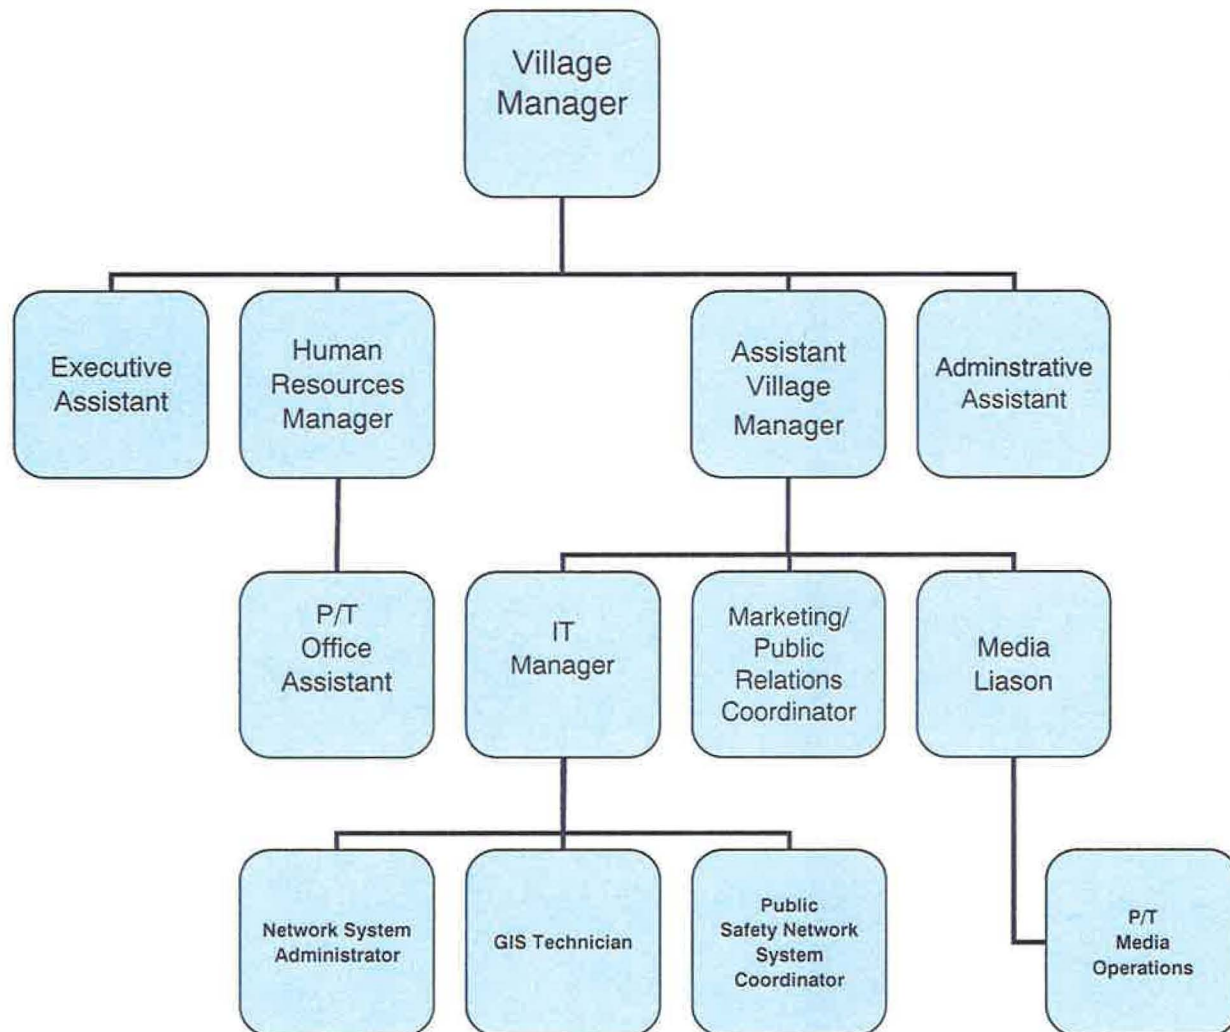 Village
Manager
Executive
Assistant
Human
Resources
Manager
Assistant
Village
Manager
Adminstrative
Assistant
P/T
Office
Assistant
IT
Manager
Marketing/
Public
Relations
Coordinator
Media
Liason
Network System
Administrator
GIS Technician
Public
Safety Network
System
Coordinator
P/T
Media
Operations